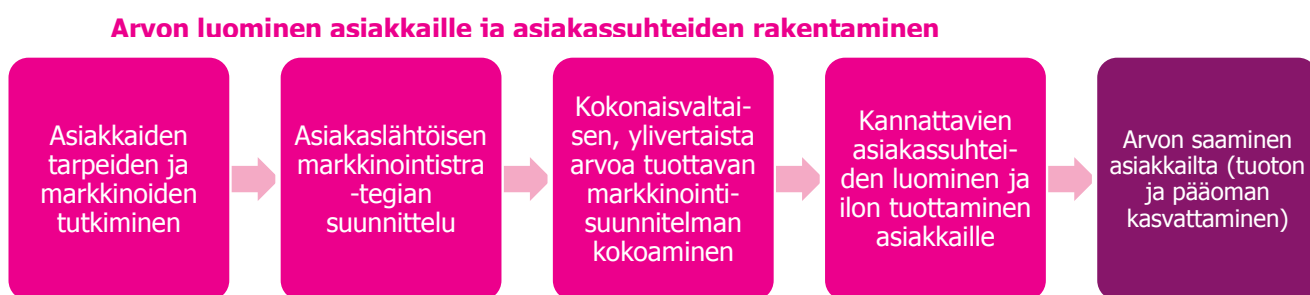 Arvon luominen asiakkaille ja asiakassuhteiden rakentaminen
Asiakkaiden
tarpeiden ja
markkinoiden
tutkiminen
Asiakaslähtöisen
markkinointistra
-tegian
suunnittelu
Kokonaisvaltai-
sen, ylivertaista
arvoa tuottavan
markkinointi-
suunnitelman
kokoaminen
Kannattavien
asiakassuhtei-
den luominen ja
ilon tuottaminen
asiakkaille
Arvon saaminen
asiakkailta (tuoton
ja pääoman
kasvattaminen)